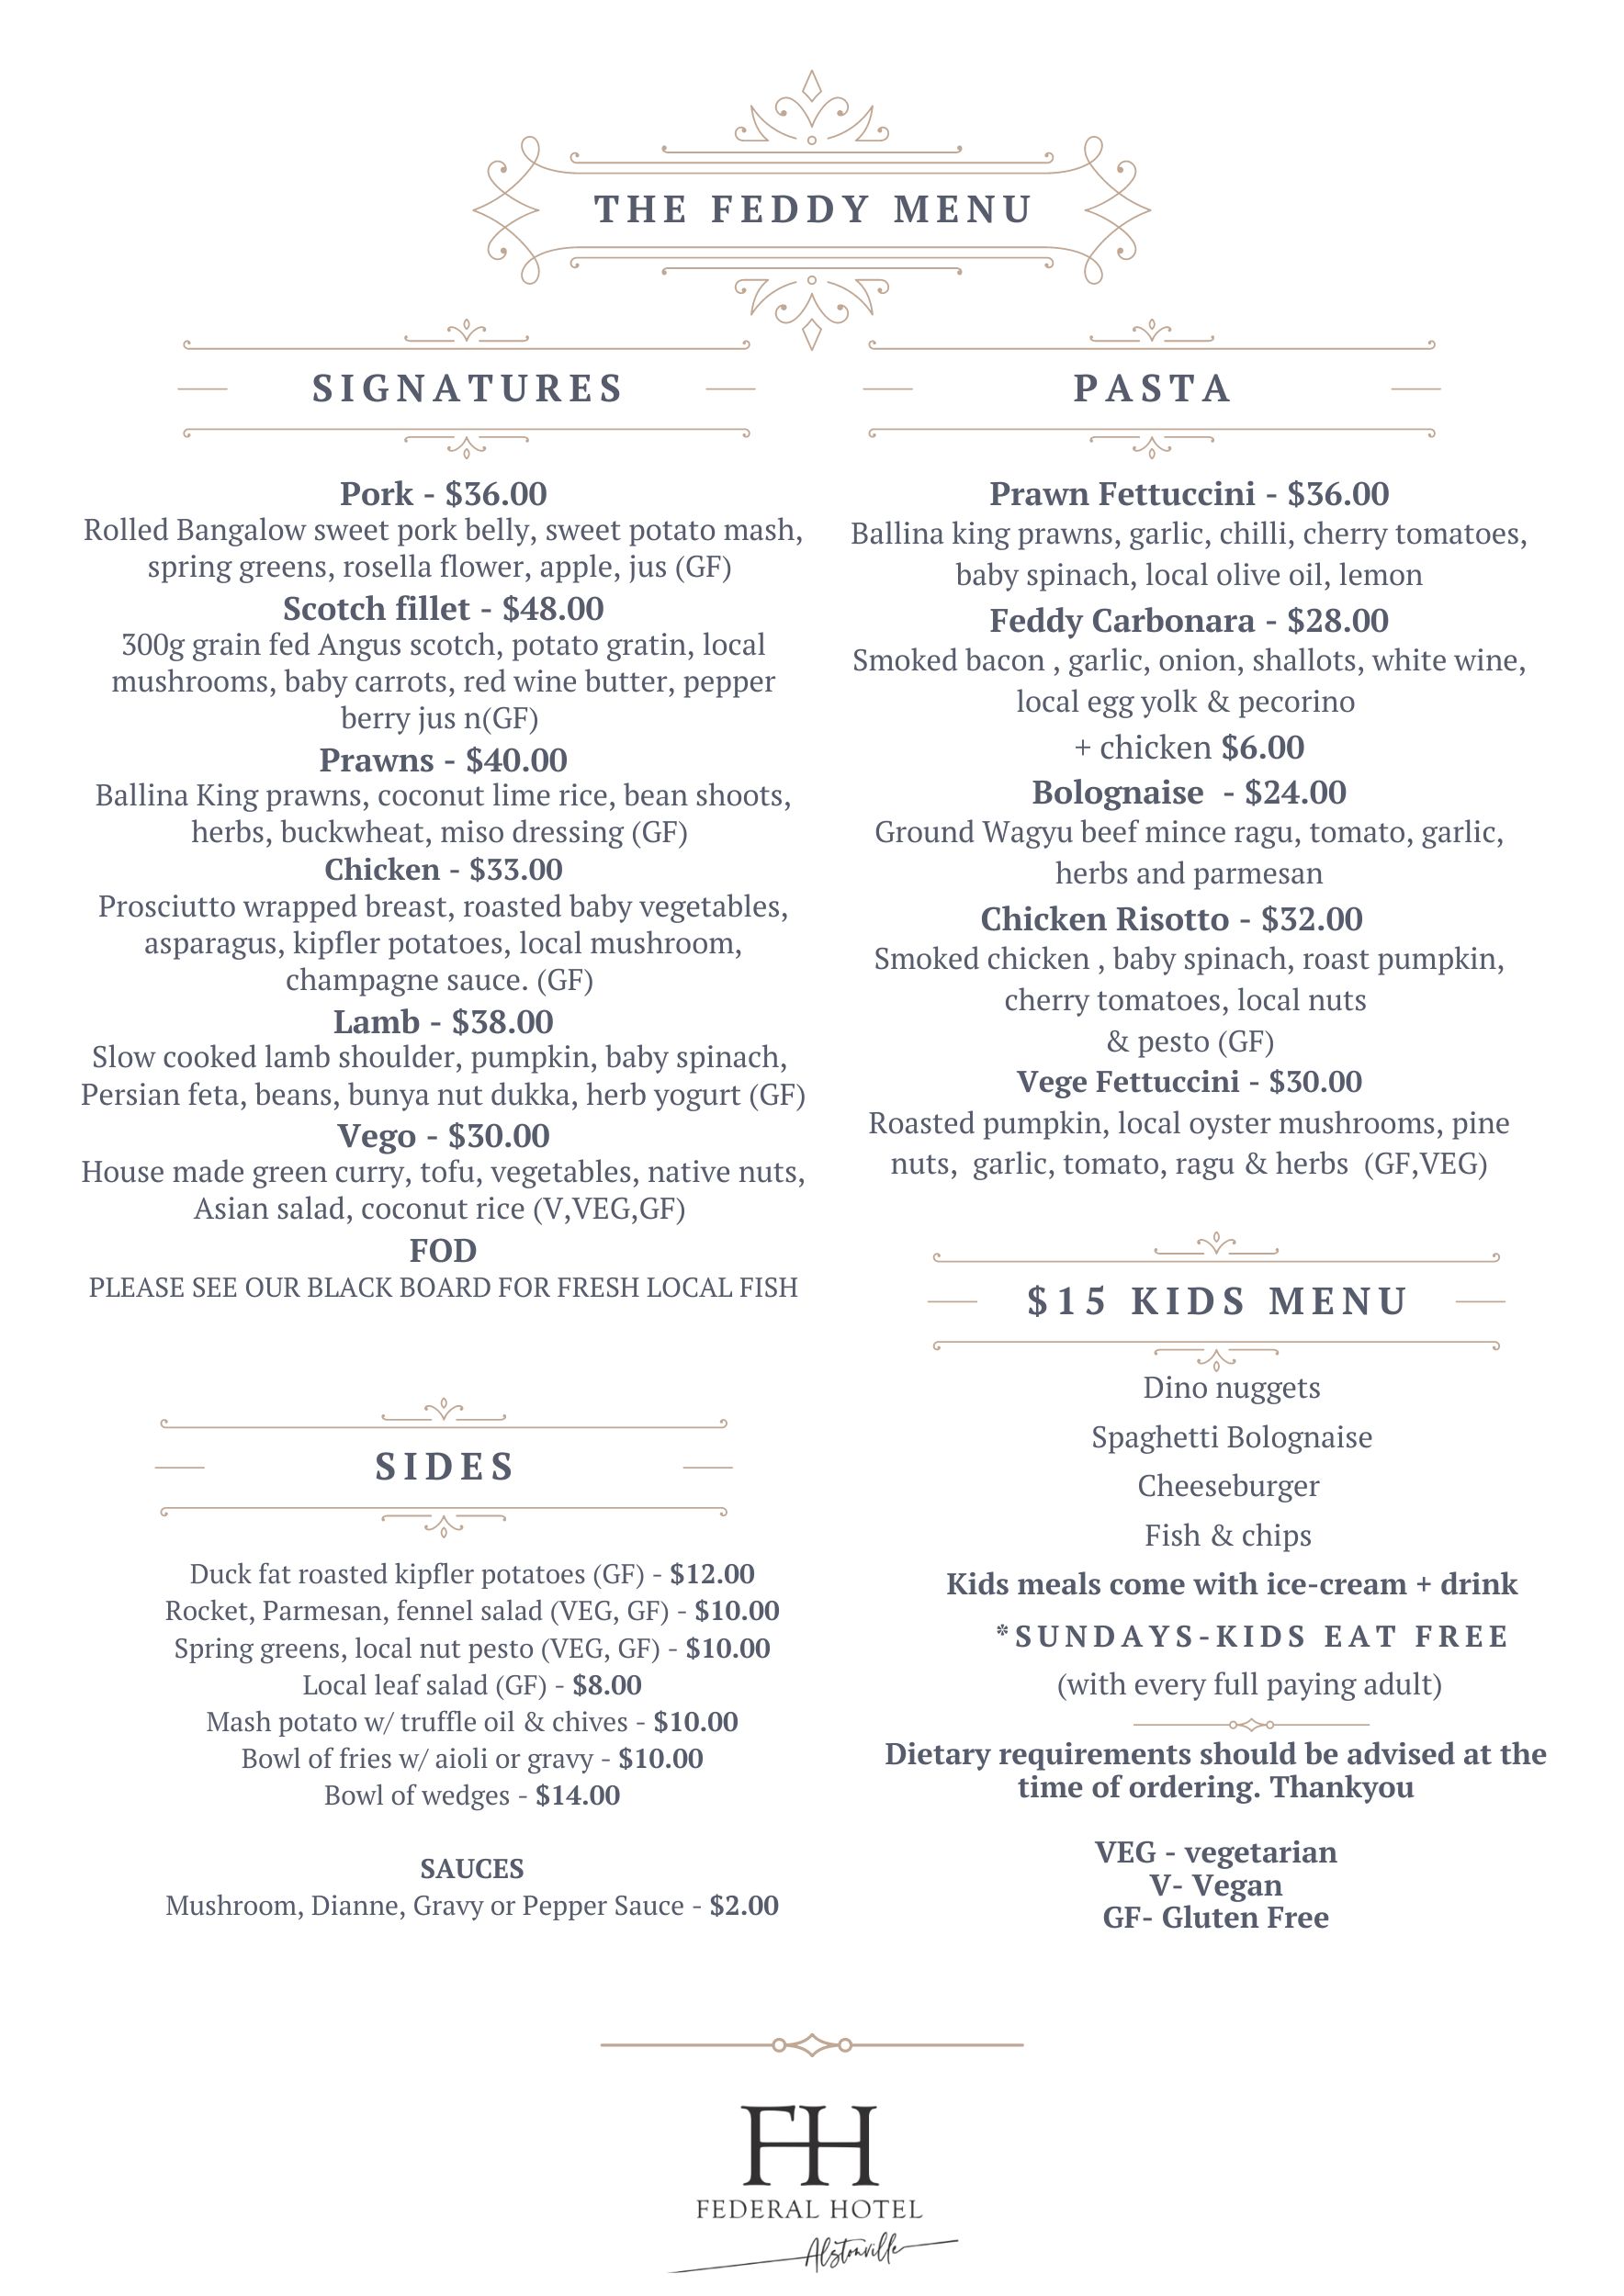 THE FEDDY MENU
SIGNATURES
Pork - $36.00
Rolled Bangalow sweet pork belly, sweet potato mash,
spring greens, rosella flower, apple, jus (GF)
Scotch fillet - $48.00
300g grain fed Angus scotch, potato gratin, local
mushrooms, baby carrots, red wine butter, pepper
berry jus n(GF)
Prawns - $40.00
Ballina King prawns, coconut lime rice, bean shoots,
herbs, buckwheat, miso dressing (GF)
Chicken - $33.00
Prosciutto wrapped breast, roasted baby vegetables,
asparagus, kipfler potatoes, local mushroom,
champagne sauce. (GF)
Lamb - $38.00
Slow cooked lamb shoulder, pumpkin, baby spinach,
Persian feta, beans, bunya nut dukka, herb yogurt (GF)
Vego - $30.00
House made green curry, tofu, vegetables, native nuts,
Asian salad, coconut rice (V,VEG,GF)
FOD
PLEASE SEE OUR BLACK BOARD FOR FRESH LOCAL FISH
SIDES
Duck fat roasted kipfler potatoes (GF) - $12.00
Rocket, Parmesan, fennel salad (VEG, GF) - $10.00
Spring greens, local nut pesto (VEG, GF) - $10.00
Local leaf salad (GF) - $8.00
Mash potato w/ truffle oil & chives - $10.00
Bowl of fries w/ aioli or gravy - $10.00
Bowl of wedges - $14.00
SAUCES
Mushroom, Dianne, Gravy or Pepper Sauce - $2.00
PASTA
Prawn Fettuccini - $36.00
Ballina king prawns, garlic, chilli, cherry tomatoes,
baby spinach, local olive oil, lemon
Feddy Carbonara - $28.00
Smoked bacon , garlic, onion, shallots, white wine,
local egg yolk & pecorino
+ chicken $6.00
Bolognaise  - $24.00
Ground Wagyu beef mince ragu, tomato, garlic,
herbs and parmesan
Chicken Risotto - $32.00
Smoked chicken , baby spinach, roast pumpkin,
cherry tomatoes, local nuts
& pesto (GF)
Vege Fettuccini - $30.00
Roasted pumpkin, local oyster mushrooms, pine
nuts,  garlic, tomato, ragu & herbs  (GF,VEG)
$15 KIDS MENU
Dino nuggets
Spaghetti Bolognaise
Cheeseburger
Fish & chips
Kids meals come with ice-cream + drink
*SUNDAYS-KIDS EAT FREE
(with every full paying adult)
Dietary requirements should be advised at the
time of ordering. Thankyou
VEG - vegetarian
V- Vegan
GF- Gluten Free
FH
FEDERAL HOTEL
Alstonville